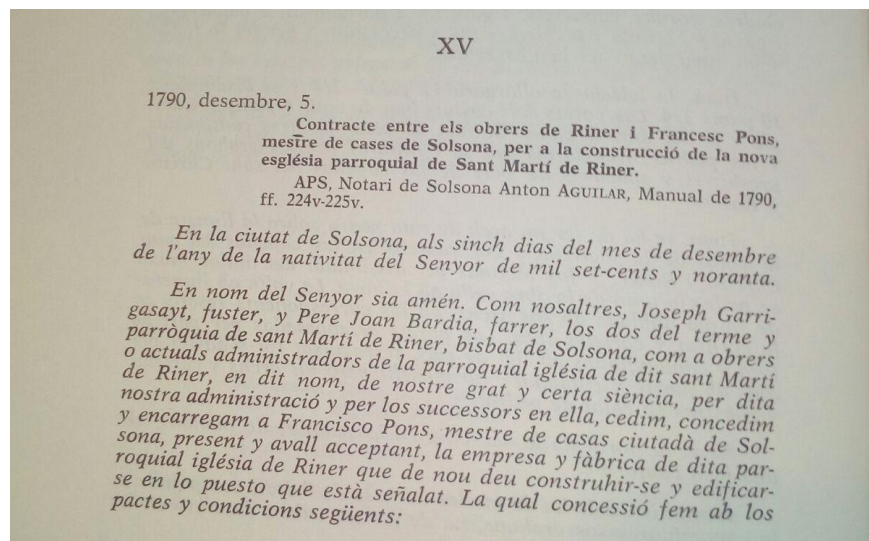 XV
1790, desembre, 5.
Contracte entre els obrers de Riner i Francesc Pons,
mestre de cases de Solsona, per a la construcció de la nova
església parroquial de Sant Martí de Riner.
APS, Notari de Solsona Anton AGUILAR, Manual de 1790,
ff. 224v-225v.
En la ciutat de Solsona, als sinch dias del mes de desembre
de l'any de la nativitat del Senyor de mil set-cents y noranta.
En nom del Senyor sia amén. Com nosaltres, Joseph Garri-
gasayt, fuster, y Pere Joan Bardia, farrer, los dos del terme y
parròquia de sant Martí de Riner, bisbat de Solsona, com a obrers
o actuals administradors de la parroquial iglésia de dit sant Martí
de Riner, en dit nom, de nostre grat y certa siència, per dita
nostra administració y per los successors en ella, cedim, concedim
y encarregam a Francisco Pons, mestre de casas ciutadà de Sol-
sona, present y avall acceptant, la empresa y fàbrica de dita par-
roquial iglésia de Riner que de nou deu construhir-se y edificar-
se en lo puesto que està señalat. La qual concessió fem ab los
pactes y condicions següents: